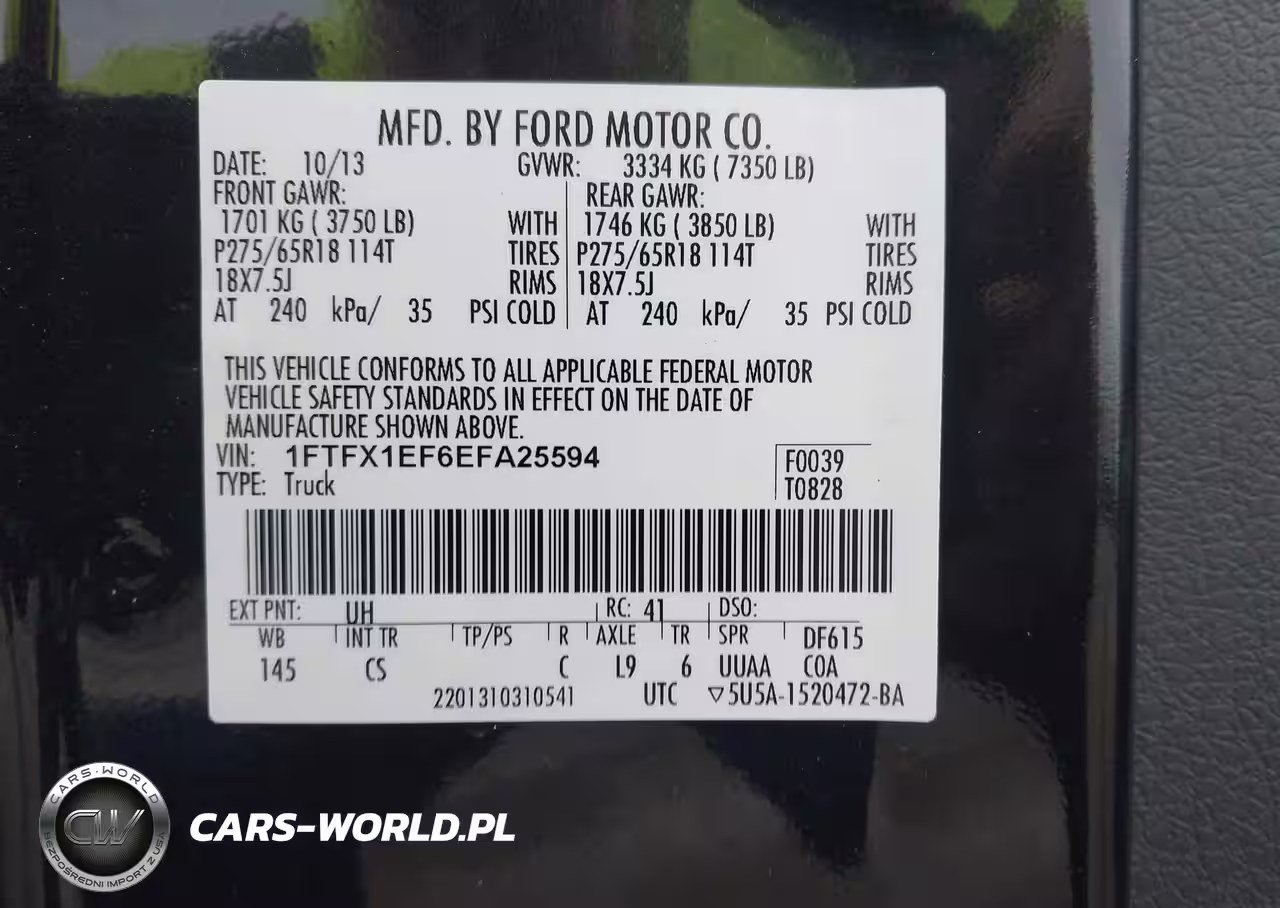 MFD. BY FORD MOTOR CO.
DATE: 10/13 GVWR: 3334 KG ( 7350 LB)
FRONT GAWR: REAR GAWR:
1701 KG ( 3750 LB) WITH 1746 KG ( 3850 LB) WITH
P275/65R18 114T TIRES P275/65R18 114T TIRES
18X7.5J RIMS 18X7.5J RIMS
AT 240 kPa/ 35 PSI COLD AT 240 kPa/ 35 PSI COLD
THIS VEHICLE CONFORMS TO ALL APPLICABLE FEDERAL MOTOR
VEHICLE SAFETY STANDARDS IN EFFECT ON THE DATE OF
MANUFACTURE SHOWN ABOVE.
VIN: 1FTFX1EF6EFA25594 F0039
TYPE: Truck T0828
EXT PNT: UH RC: 41 DSO:
WB INT TR TP/PS R AXLE TR SPR DF615
145 CS C L9 6 UUAA COA
2201310310541 UTC ▽5U5A-1520472-BA
CARS-WORLD
CW
BEZPOŚREDNI IMPORT Z USA
CARS-WORLD.PL